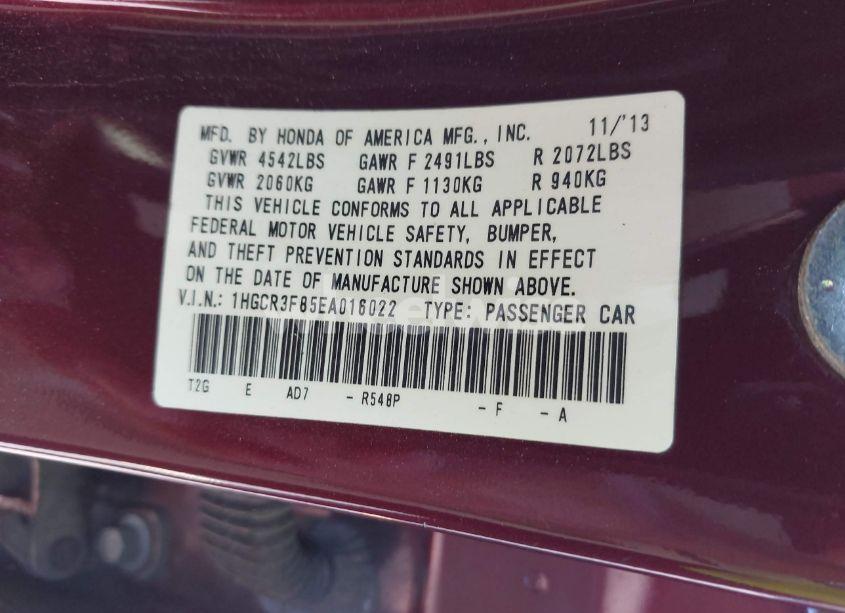 MFD. BY HONDA OF AMERICA MFG., INC. 11/'13
GVWR 4542LBS GAWR F 2491LBS R 2072LBS
GVWR 2060KG GAWR F 1130KG R 940KG
THIS VEHICLE CONFORMS TO ALL APPLICABLE
FEDERAL MOTOR VEHICLE SAFETY, BUMPER,
AND THEFT PREVENTION STANDARDS IN EFFECT
ON THE DATE OF MANUFACTURE SHOWN ABOVE.
V.I.N.: 1HGCR3F85EA016022 TYPE: PASSENGER CAR
T2G E AD7 - R548P - F - A